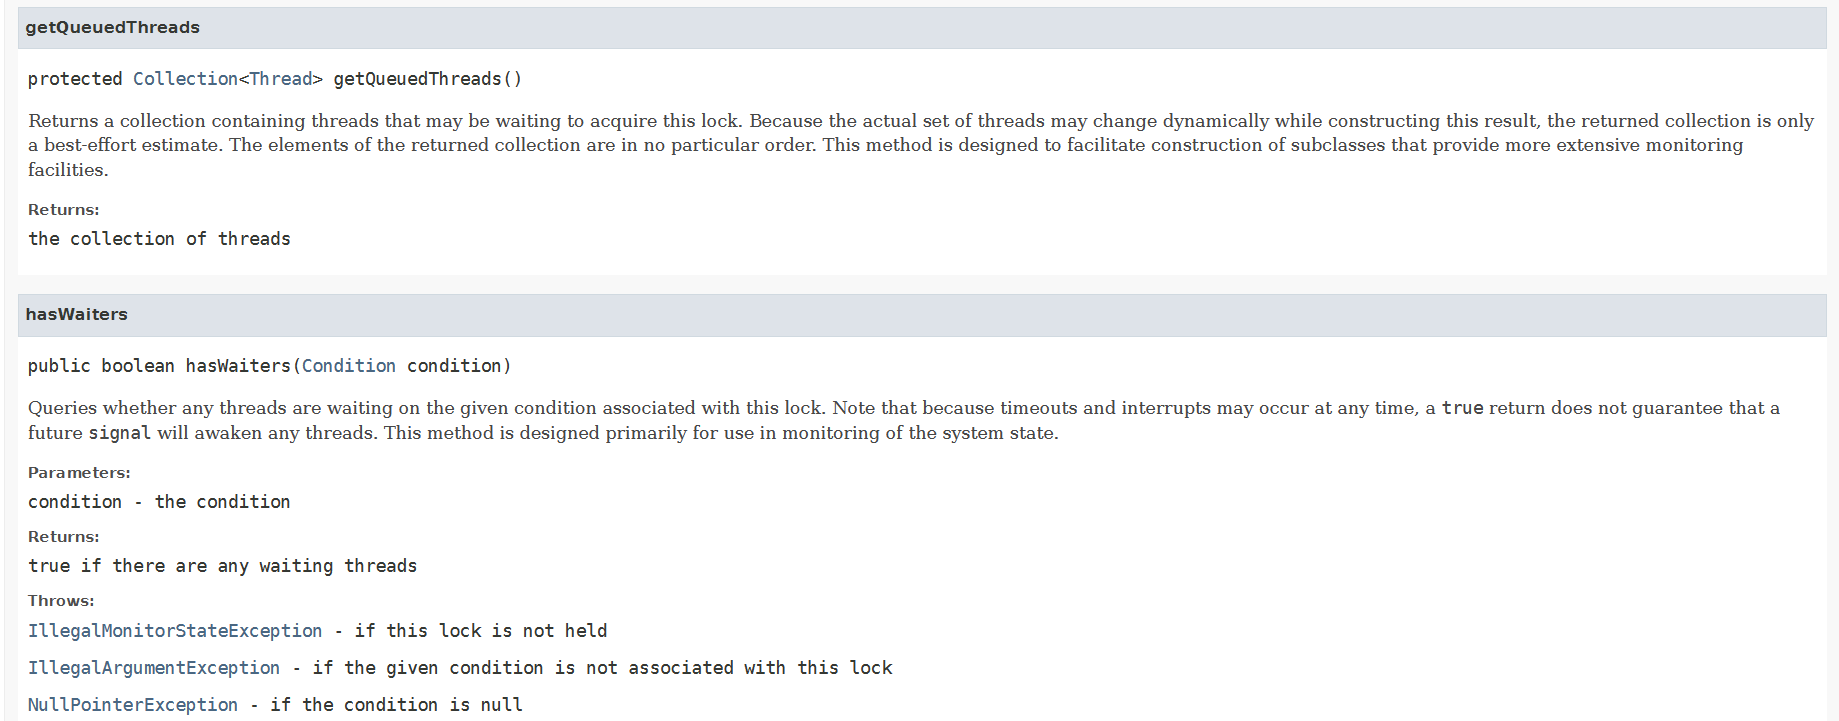 getQueuedThreads
protected Collection<Thread> getQueuedThreads()
Returns a collection containing threads that may be waiting to acquire this lock. Because the actual set of threads may change dynamically while constructing this result, the returned collection is only
a best-effort estimate. The elements of the returned collection are in no particular order. This method is designed to facilitate construction of subclasses that provide more extensive monitoring
facilities.
Returns:
the collection of threads
hasWaiters
public boolean hasWaiters(Condition condition)
Queries whether any threads are waiting on the given condition associated with this lock. Note that because timeouts and interrupts may occur at any time, a true return does not guarantee that a
future signal will awaken any threads. This method is designed primarily for use in monitoring of the system state.
Parameters:
condition - the condition
Returns:
true if there are any waiting threads
Throws:
IllegalMonitorStateException - if this lock is not held
IllegalArgumentException - if the given condition is not associated with this lock
NullPointerException - if the condition is null